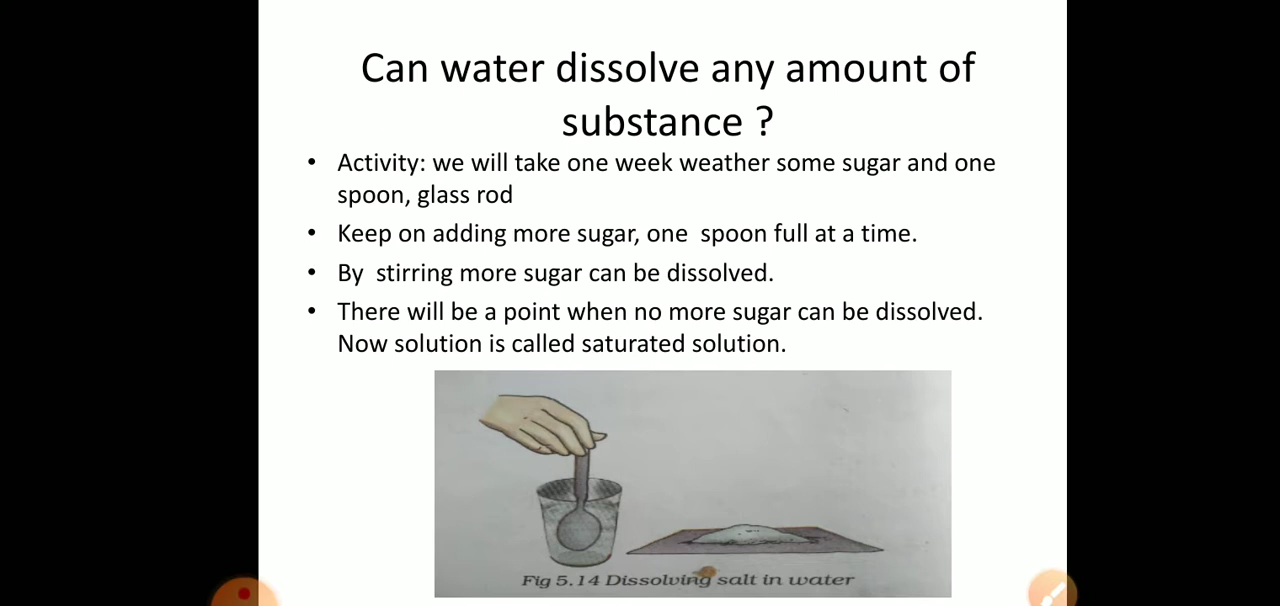 Can water dissolve any amount of
substance ?
• Activity: we will take one week weather some sugar and one
spoon, glass rod
• Keep on adding more sugar, one spoon full at a time.
• By stirring more sugar can be dissolved.
• There will be a point when no more sugar can be dissolved.
Now solution is called saturated solution.
Fig 5.14 Dissolving salt in water